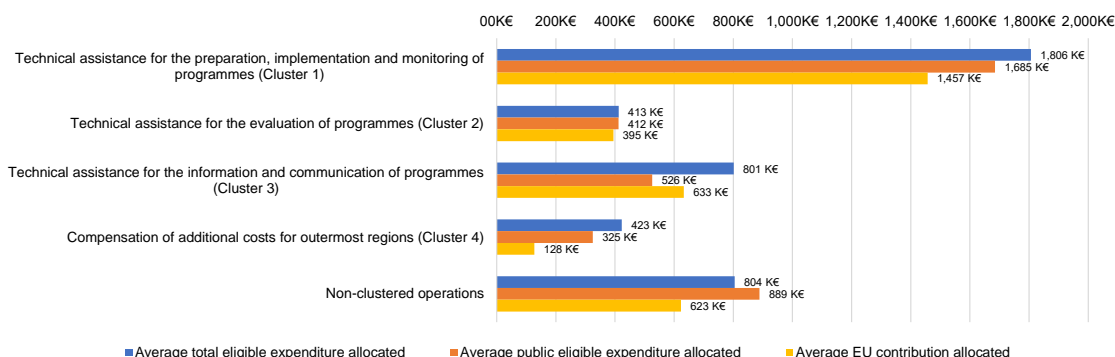 00K€ 200K€ 400K€ 600K€ 800K€ 1,000K€ 1,200K€ 1,400K€ 1,600K€ 1,800K€ 2,000K€
Technical assistance for the preparation, implementation and monitoring of
programmes (Cluster 1)
1,806 K€
1,685 K€
1,457 K€
Technical assistance for the evaluation of programmes (Cluster 2)
413 K€
412 K€
395 K€
Technical assistance for the information and communication of programmes
(Cluster 3)
801 K€
526 K€
633 K€
Compensation of additional costs for outermost regions (Cluster 4)
423 K€
325 K€
128 K€
Non-clustered operations
804 K€
889 K€
623 K€
Average total eligible expenditure allocated Average public eligible expenditure allocated Average EU contribution allocated